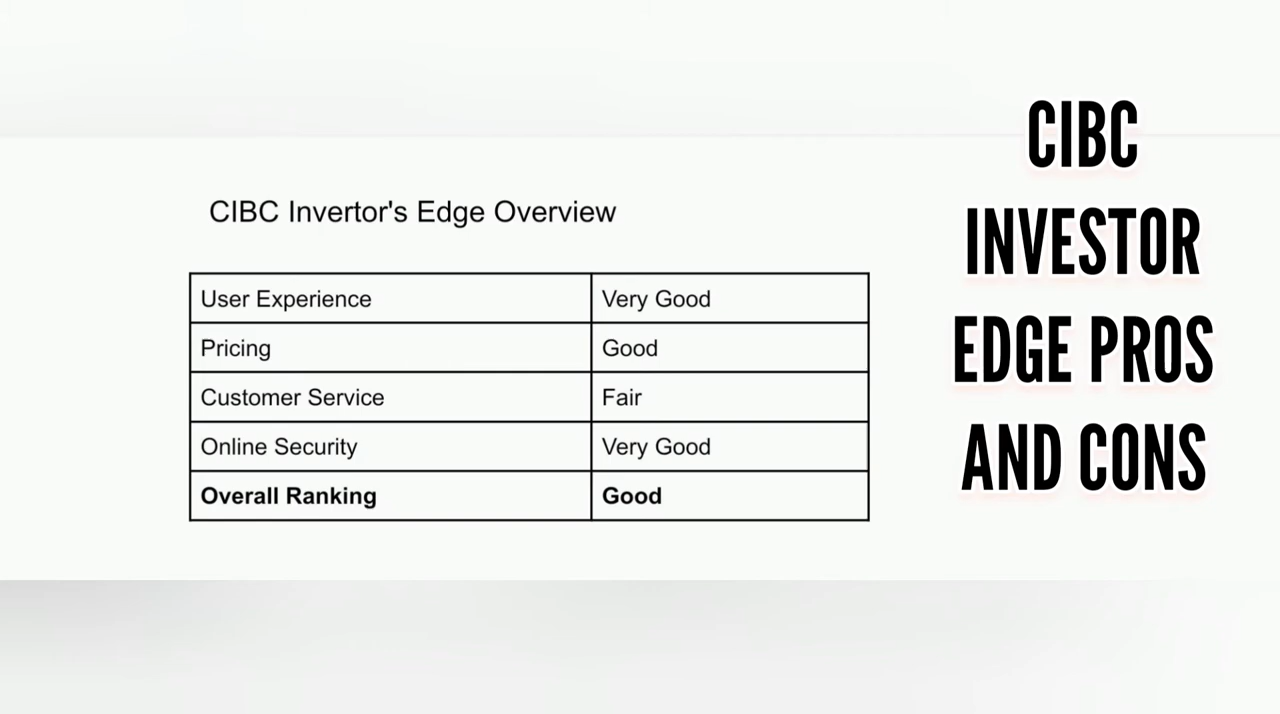 CIBC Invertor's Edge Overview
User Experience Very Good
Pricing Good
Customer Service Fair
Online Security Very Good
Overall Ranking Good
CIBC
INVESTOR
EDGE PROS
AND CONS